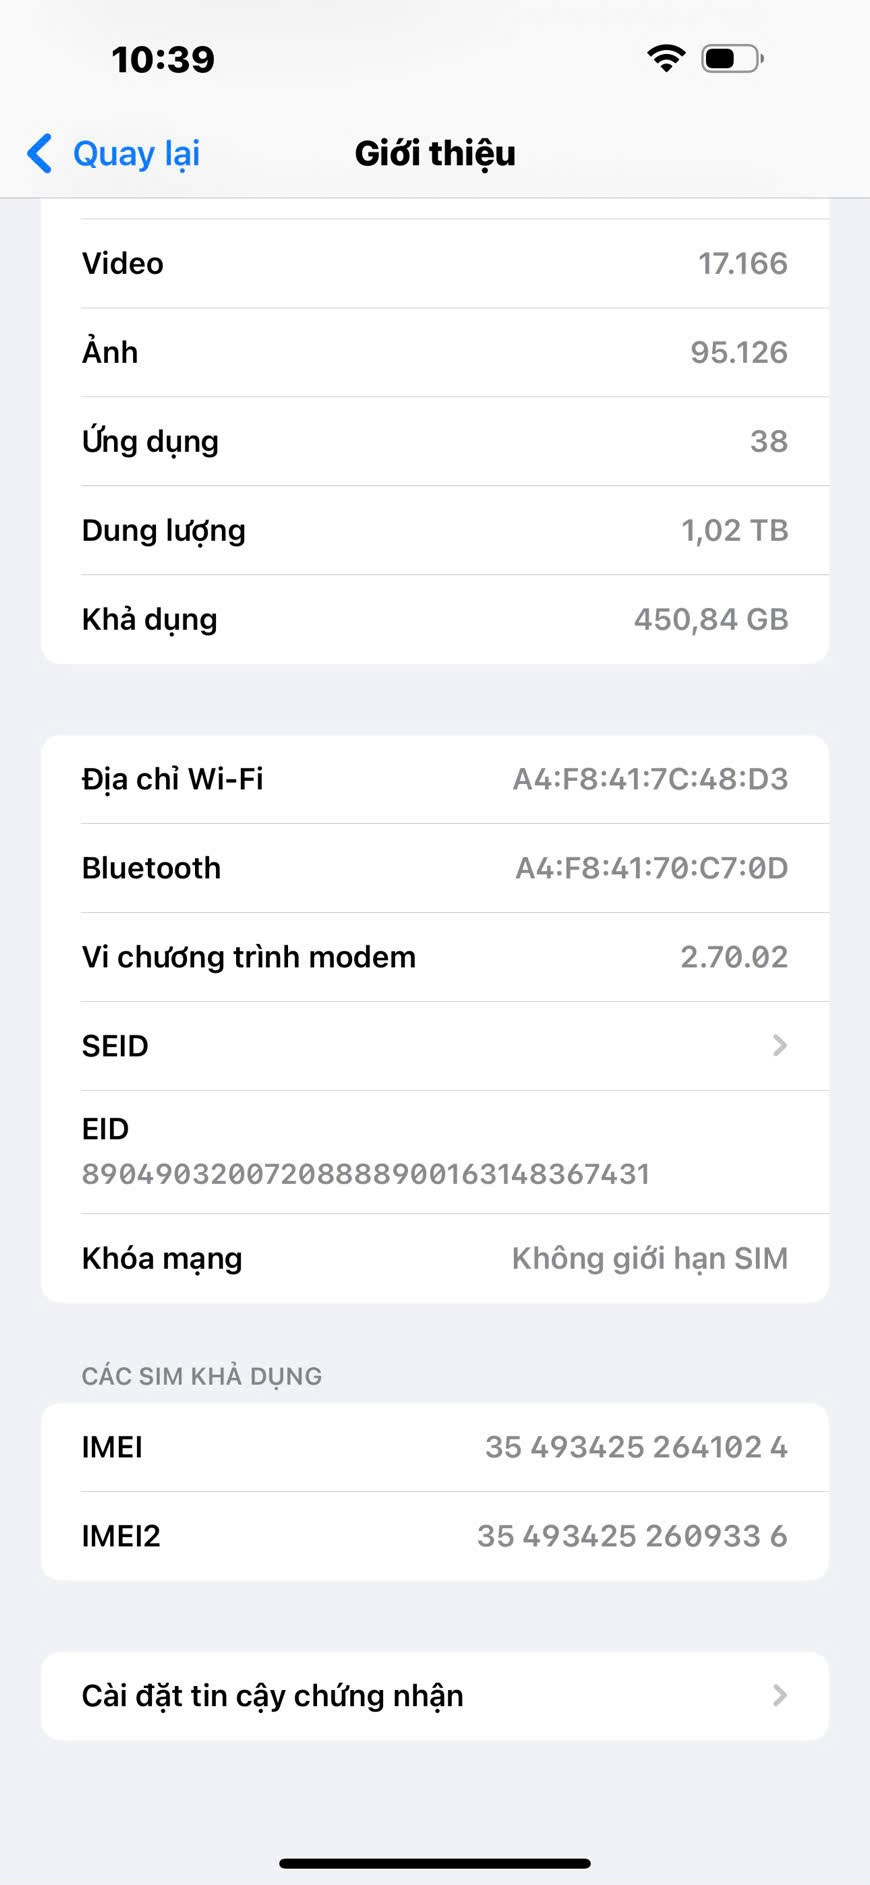 10:39
Quay lại
Giới thiệu
Video 17.166
Ảnh 95.126
Ứng dụng 38
Dung lượng 1,02 TB
Khả dụng 450,84 GB
Địa chỉ Wi-Fi A4:F8:41:7C:48:D3
Bluetooth A4:F8:41:70:C7:0D
Vi chương trình modem 2.70.02
SEID
EID
89049032007208888900163148367431
Khóa mạng Không giới hạn SIM
CÁC SIM KHẢ DỤNG
IMEI 35 493425 264102 4
IMEI2 35 493425 260933 6
Cài đặt tin cậy chứng nhận